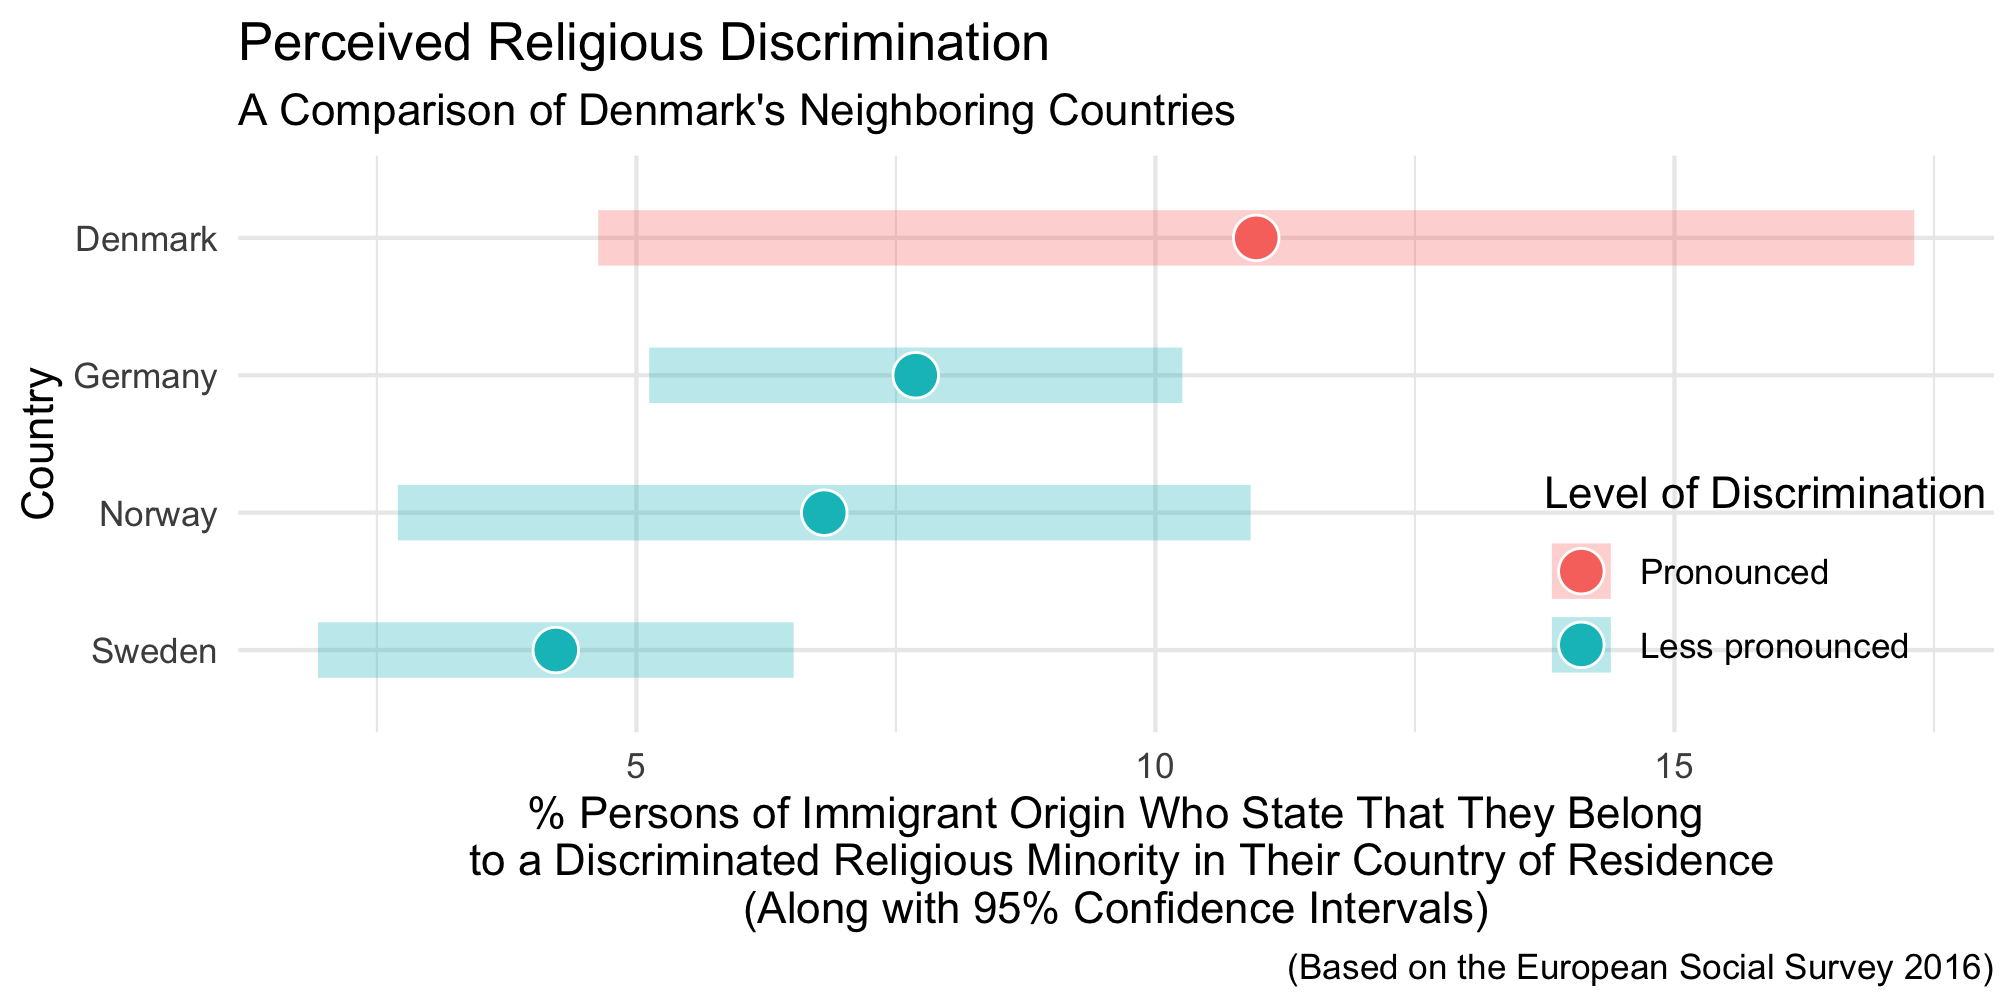 Perceived Religious Discrimination
A Comparison of Denmark's Neighboring Countries
Country
Denmark
Germany
Norway
Sweden
Level of Discrimination
Pronounced
Less pronounced
5 10 15
% Persons of Immigrant Origin Who State That They Belong
to a Discriminated Religious Minority in Their Country of Residence
(Along with 95% Confidence Intervals)
(Based on the European Social Survey 2016)